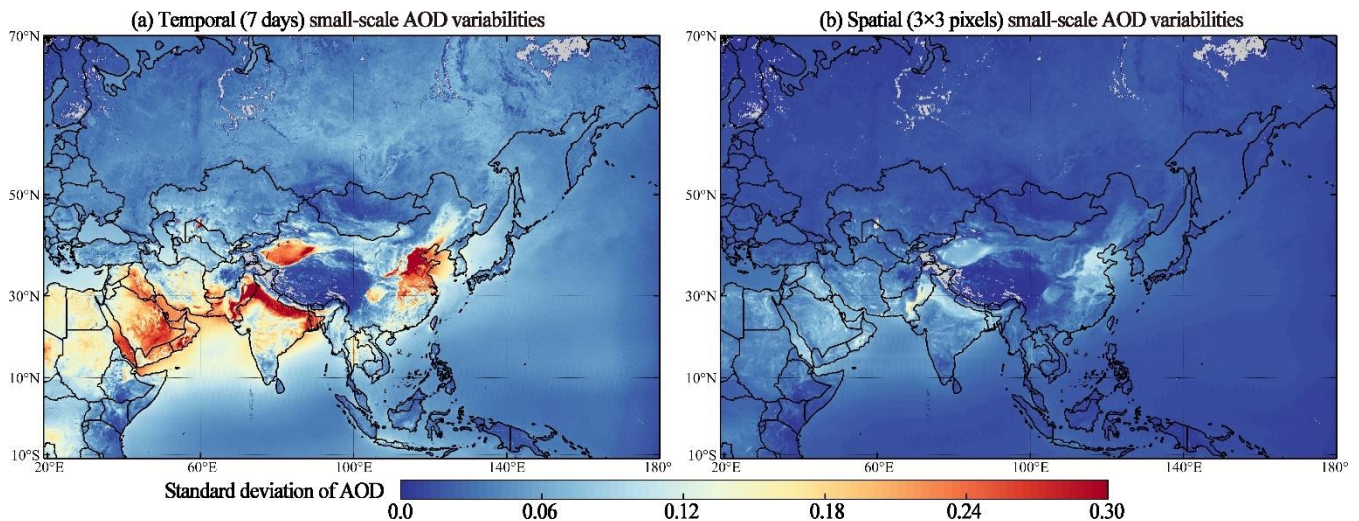 (a) Temporal (7 days) small-scale AOD variabilities
(b) Spatial (3×3 pixels) small-scale AOD variabilities
70°N
70°N
50°N
50°N
30°N
30°N
10°N
10°N
10°S
10°S
20°E 60°E 100°E 140°E 180°
20°E 60°E 100°E 140°E 180°
Standard deviation of AOD
0.0 0.06 0.12 0.18 0.24 0.30